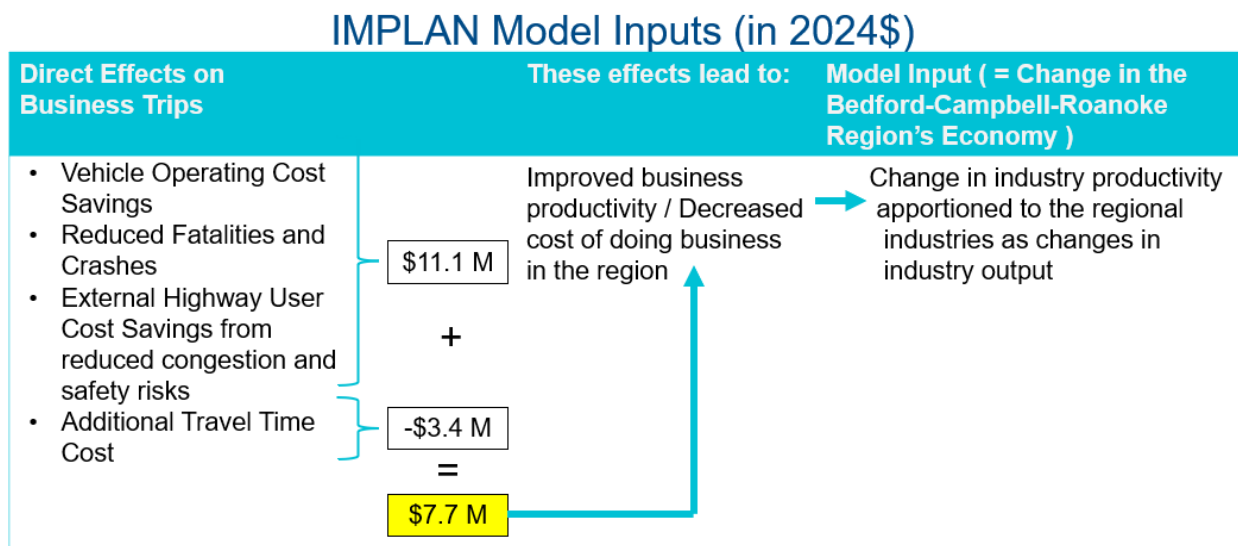 IMPLAN Model Inputs (in 2024$)
Direct Effects on
Business Trips
These effects lead to:
Model Input ( = Change in the
Bedford-Campbell-Roanoke
Region's Economy )
• Vehicle Operating Cost
Savings
• Reduced Fatalities and
Crashes
• External Highway User
Cost Savings from
reduced congestion and
safety risks
• Additional Travel Time
Cost
$11.1 M
+
-$3.4 M
=
$7.7 M
Improved business
productivity / Decreased
cost of doing business
in the region
Change in industry productivity
apportioned to the regional
industries as changes in
industry output